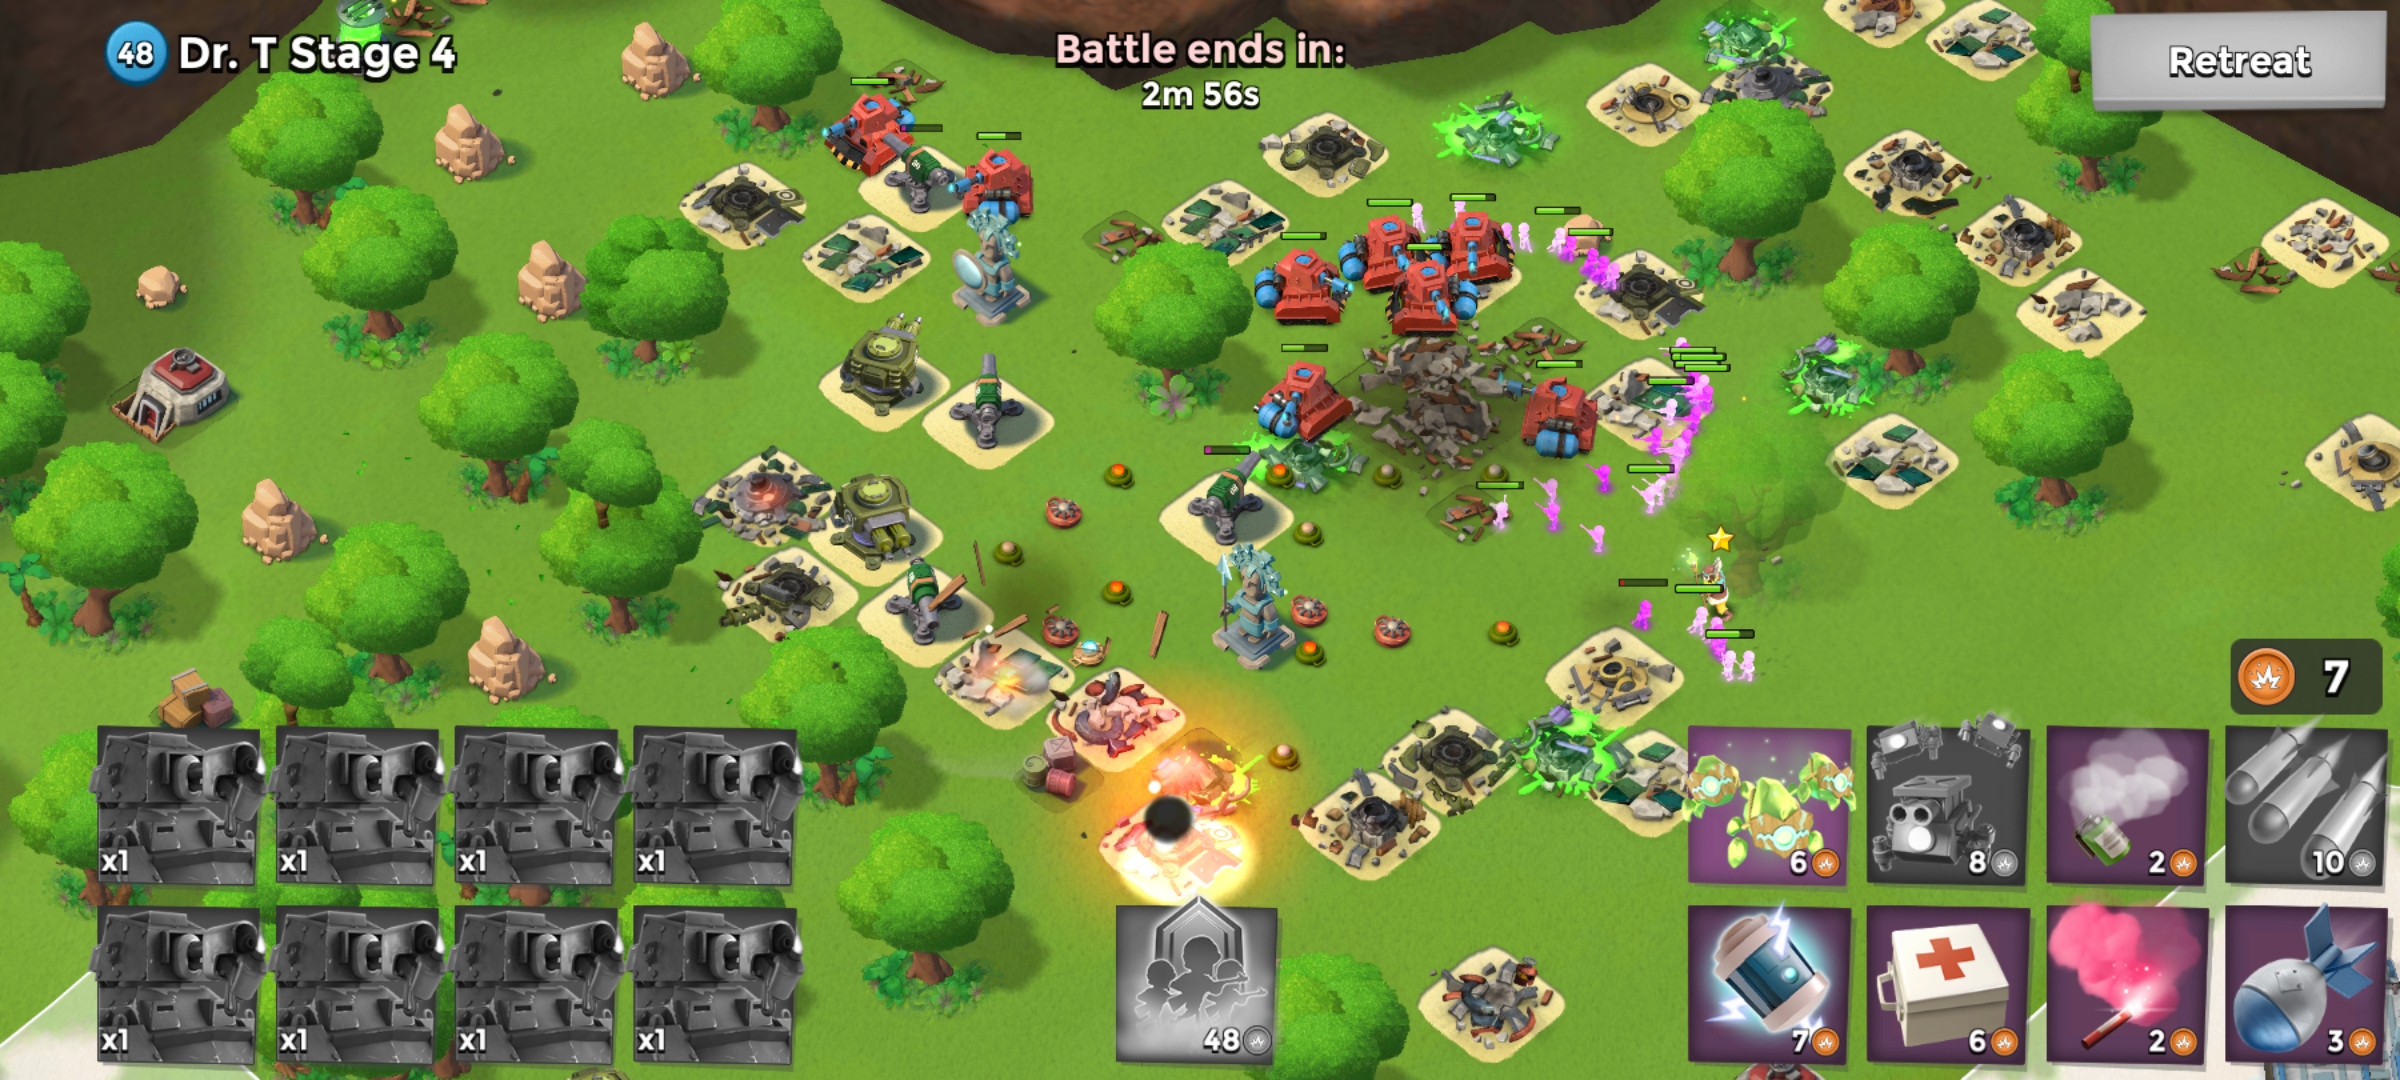 48 Dr. T Stage 4
Battle ends in:
2m 56s
Retreat
7
x1
x1
x1
x1
6
8
2
10
x1
x1
x1
x1
48
7
6
2
3